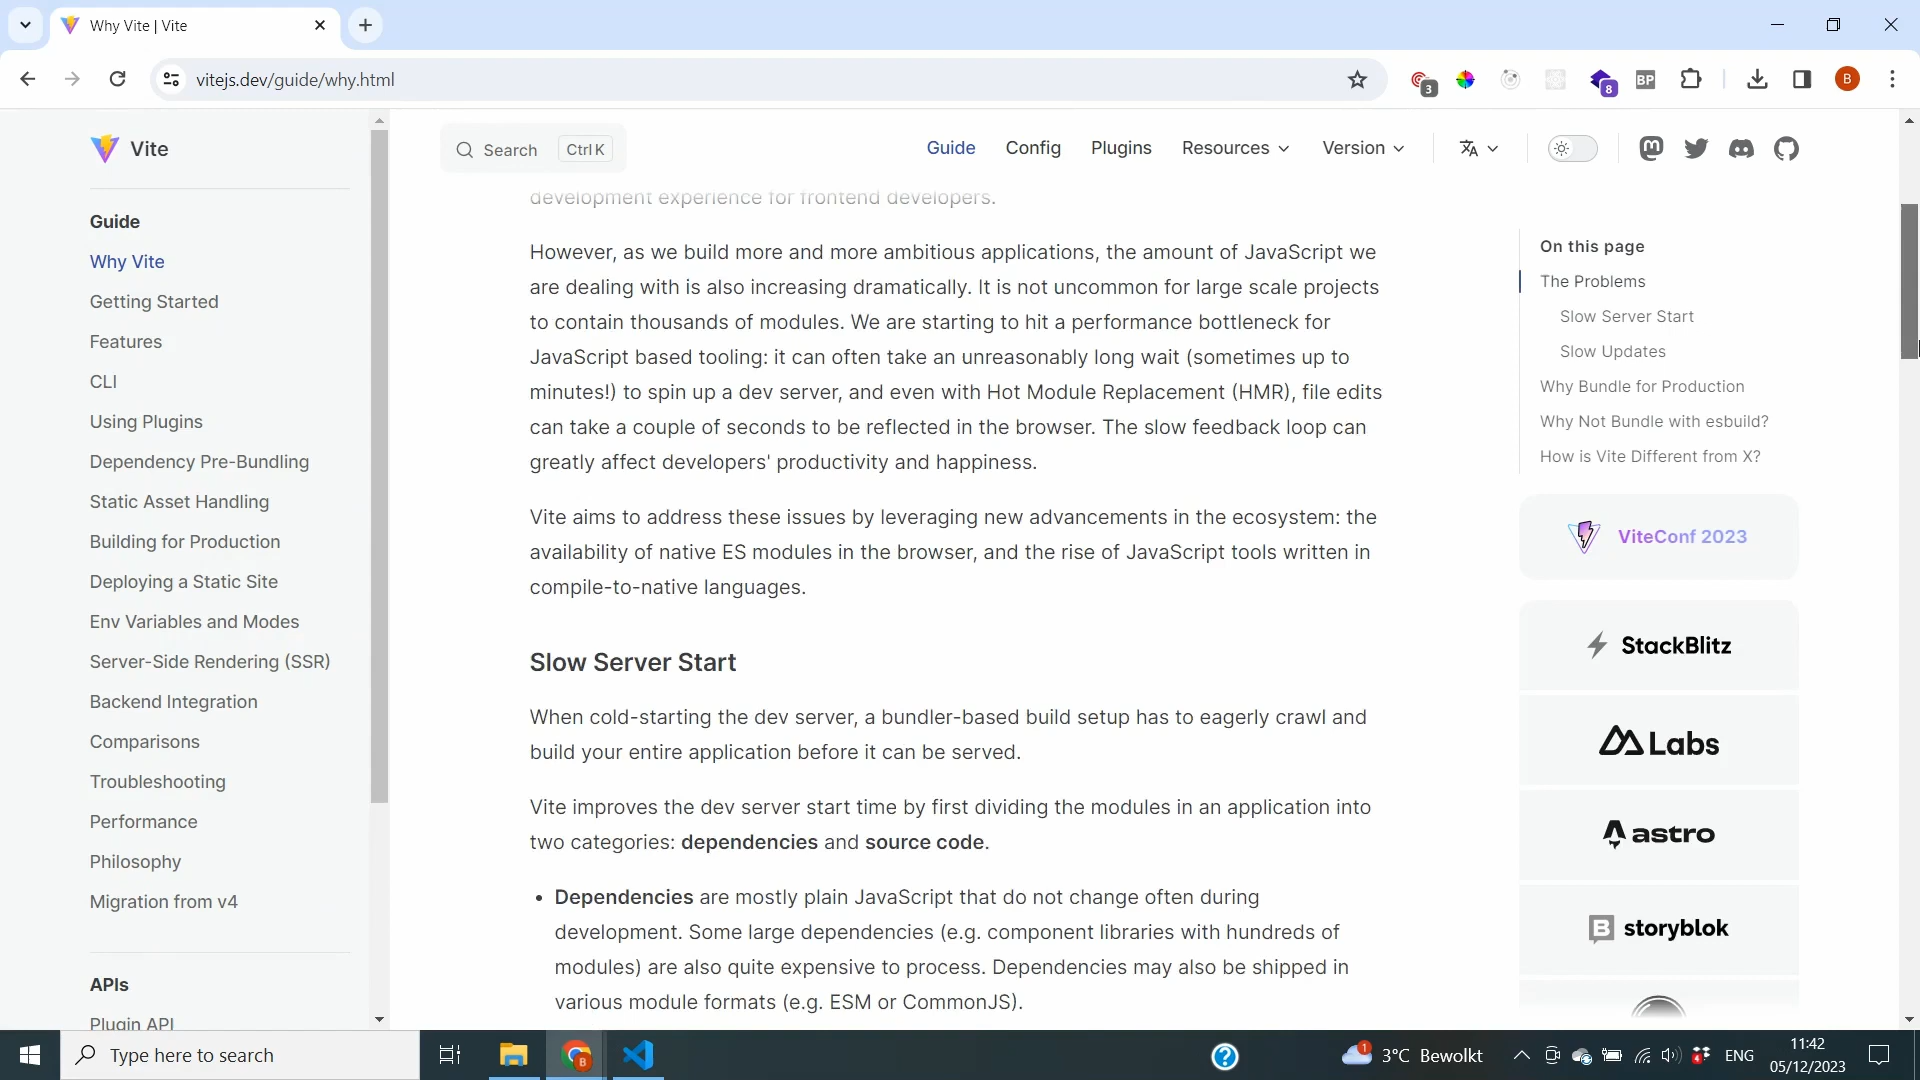 Why Vite | Vite
vitejs.dev/guide/why.html
3
8
BP
B
Vite
Search
Ctrl K
Guide
Config
Plugins
Resources
Version
Guide
Why Vite
Getting Started
Features
CLI
Using Plugins
Dependency Pre-Bundling
Static Asset Handling
Building for Production
Deploying a Static Site
Env Variables and Modes
Server-Side Rendering (SSR)
Backend Integration
Comparisons
Troubleshooting
Performance
Philosophy
Migration from v4
APIs
Plugin API
development experience for frontend developers.
However, as we build more and more ambitious applications, the amount of JavaScript we
are dealing with is also increasing dramatically. It is not uncommon for large scale projects
to contain thousands of modules. We are starting to hit a performance bottleneck for
JavaScript based tooling: it can often take an unreasonably long wait (sometimes up to
minutes!) to spin up a dev server, and even with Hot Module Replacement (HMR), file edits
can take a couple of seconds to be reflected in the browser. The slow feedback loop can
greatly affect developers' productivity and happiness.
Vite aims to address these issues by leveraging new advancements in the ecosystem: the
availability of native ES modules in the browser, and the rise of JavaScript tools written in
compile-to-native languages.
Slow Server Start
When cold-starting the dev server, a bundler-based build setup has to eagerly crawl and
build your entire application before it can be served.
Vite improves the dev server start time by first dividing the modules in an application into
two categories: dependencies and source code.
• Dependencies are mostly plain JavaScript that do not change often during
development. Some large dependencies (e.g. component libraries with hundreds of
modules) are also quite expensive to process. Dependencies may also be shipped in
various module formats (e.g. ESM or CommonJS).
On this page
The Problems
Slow Server Start
Slow Updates
Why Bundle for Production
Why Not Bundle with esbuild?
How is Vite Different from X?
ViteConf 2023
StackBlitz
Labs
astro
storyblok
Type here to search
B
1
3°C Bewolkt
4
ENG
11:42
05/12/2023